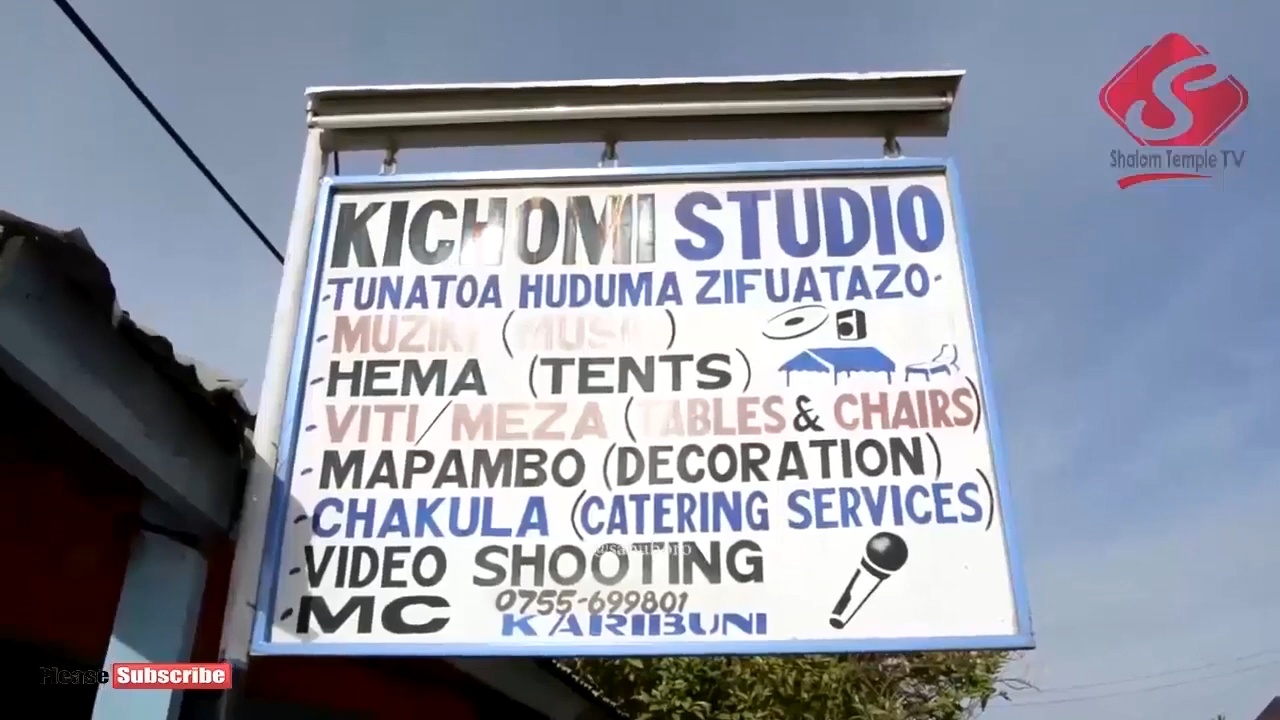 Shalom Temple TV
KICHOMI STUDIO
-TUNATOA HUDUMA ZIFUATAZO-
-MUZIKI (MUSIC)
-HEMA (TENTS)
-VITI/MEZA (TABLES & CHAIRS)
-MAPAMBO (DECORATION)
-CHAKULA (CATERING SERVICES)
-VIDEO SHOOTING
-MC 0755-699801
KARIBUNI
Please Subscribe